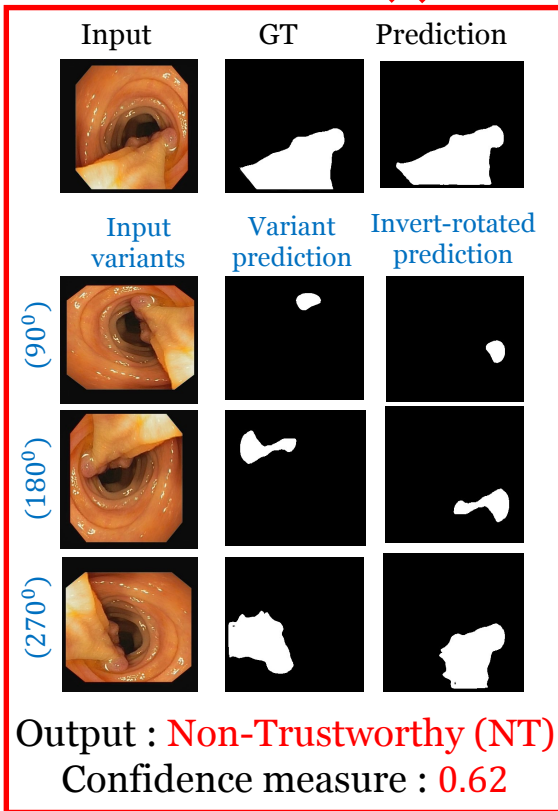 Input GT Prediction
Input variants Variant prediction Invert-rotated prediction
(90⁰)
(180⁰)
(270⁰)
Output : Non-Trustworthy (NT)
Confidence measure : 0.62